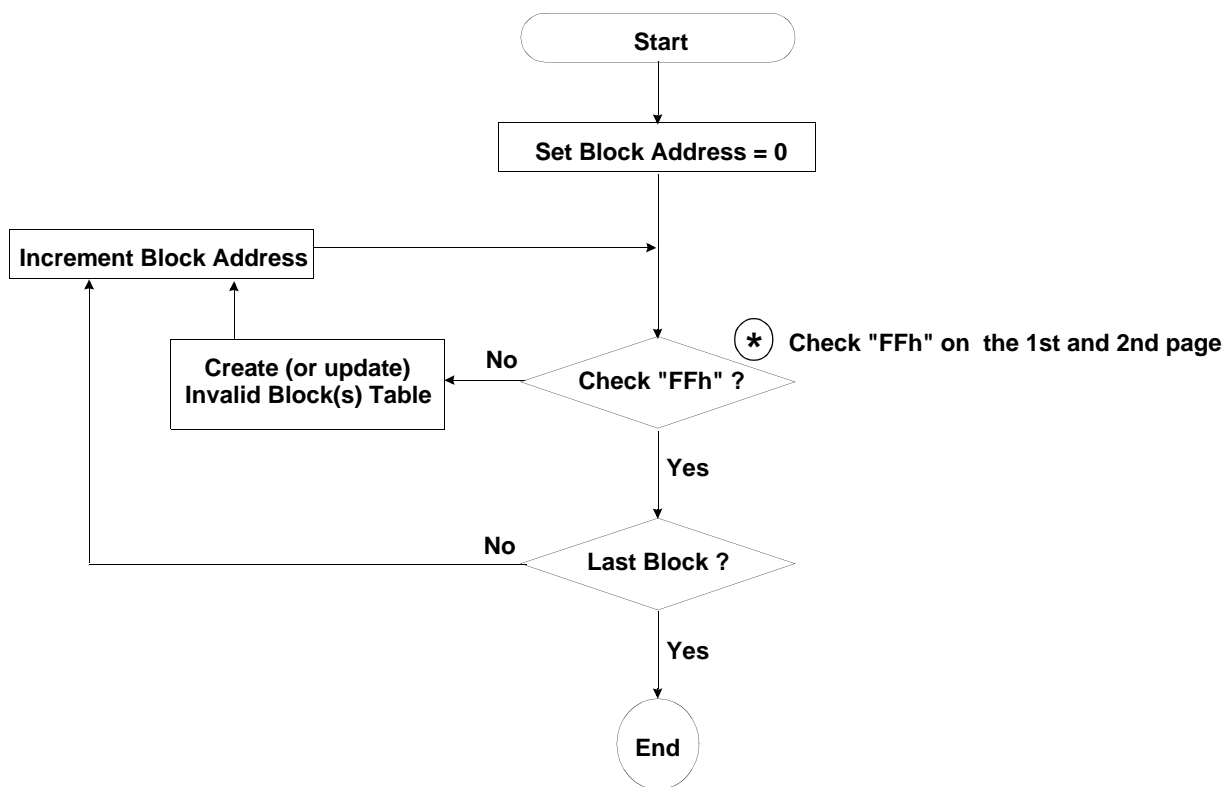 Start
Set Block Address = 0
Increment Block Address
* Check "FFh" on the 1st and 2nd page
No
Create (or update)
Invalid Block(s) Table
Check "FFh" ?
Yes
No
Last Block ?
Yes
End